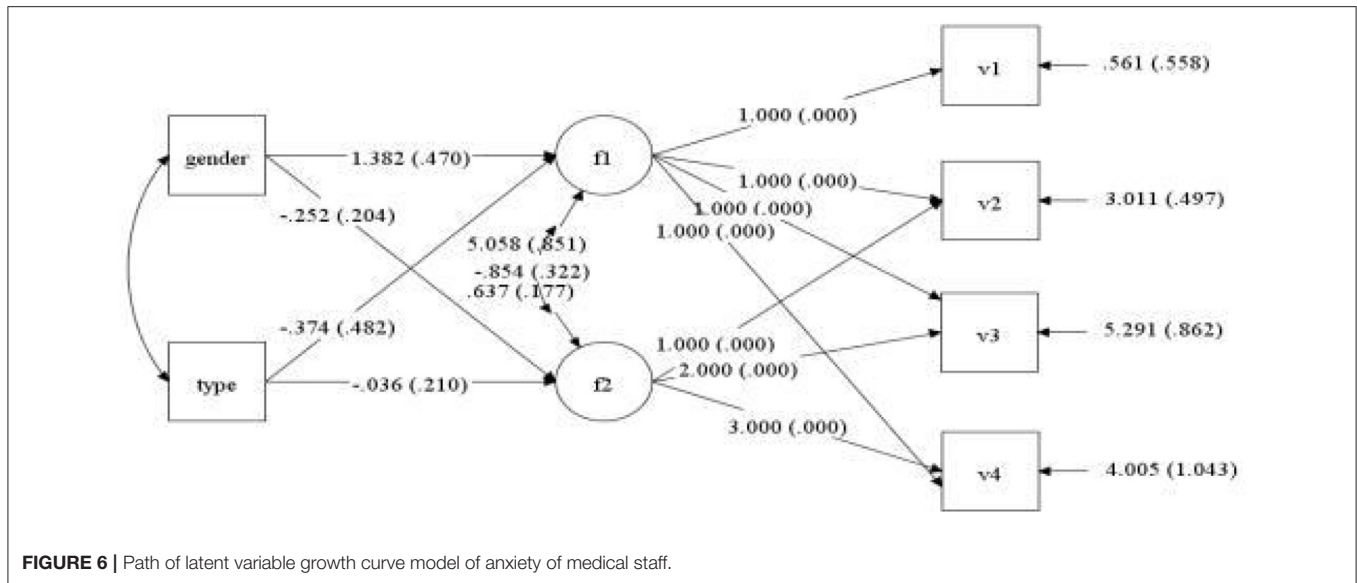 v1
.561 (.558)
1.000 (.000)
gender
1.382 (.470)
f1
1.000 (.000)
v2
3.011 (.497)
-.252 (.204)
1.000 (.000)
1.000 (.000)
5.058 (.851)
-.854 (.322)
.637 (.177)
-.374 (.482)
1.000 (.000)
v3
5.291 (.862)
2.000 (.000)
type
-.036 (.210)
f2
3.000 (.000)
v4
4.005 (1.043)
FIGURE 6 | Path of latent variable growth curve model of anxiety of medical staff.